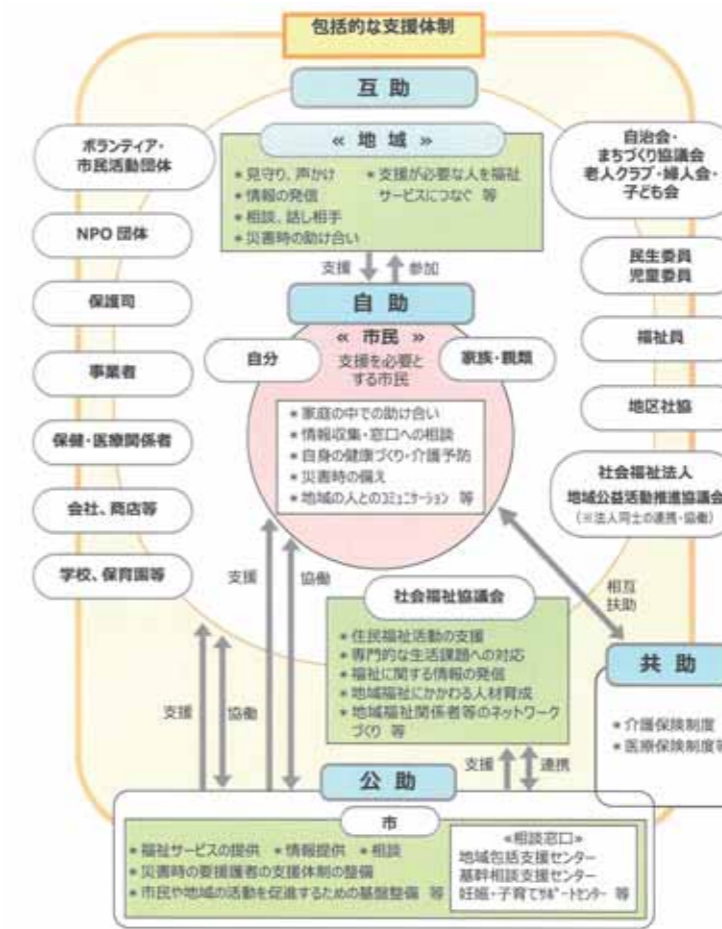 包括的な支援体制
互助
≪ 地域 ≫
* 見守り、声かけ
* 情報の発信
* 相談、話し相手
* 災害時の助け合い
* 支援が必要な人を福祉
サービスにつなぐ 等
ボランティア・
市民活動団体
NPO 団体
保護司
事業者
保健・医療関係者
会社、商店等
学校、保育園等
自治会・
まちづくり協議会
老人クラブ・婦人会・
子ども会
民生委員
児童委員
福祉員
地区社協
社会福祉法人
地域公益活動推進協議会
(※法人同士の連携・協働)
支援
参加
自助
≪ 市民 ≫
支援を必要と
する市民
自分
家族・親類
* 家庭の中での助け合い
* 情報収集・窓口への相談
* 自身の健康づくり・介護予防
* 災害時の備え
* 地域の人とのコミュニケーション 等
支援
協働
相互
扶助
社会福祉協議会
* 住民福祉活動の支援
* 専門的な生活課題への対応
* 福祉に関する情報の発信
* 地域福祉にかかわる人材育成
* 地域福祉関係者等のネットワーク
づくり 等
共助
* 介護保険制度
* 医療保険制度等
支援
協働
支援
連携
公助
市
* 福祉サービスの提供 * 情報提供 * 相談
* 災害時の要援護者の支援体制の整備
* 市民や地域の活動を促進するための基盤整備 等
≪相談窓口≫
地域包括支援センター
基幹相談支援センター
妊娠・子育てサポートセンター 等